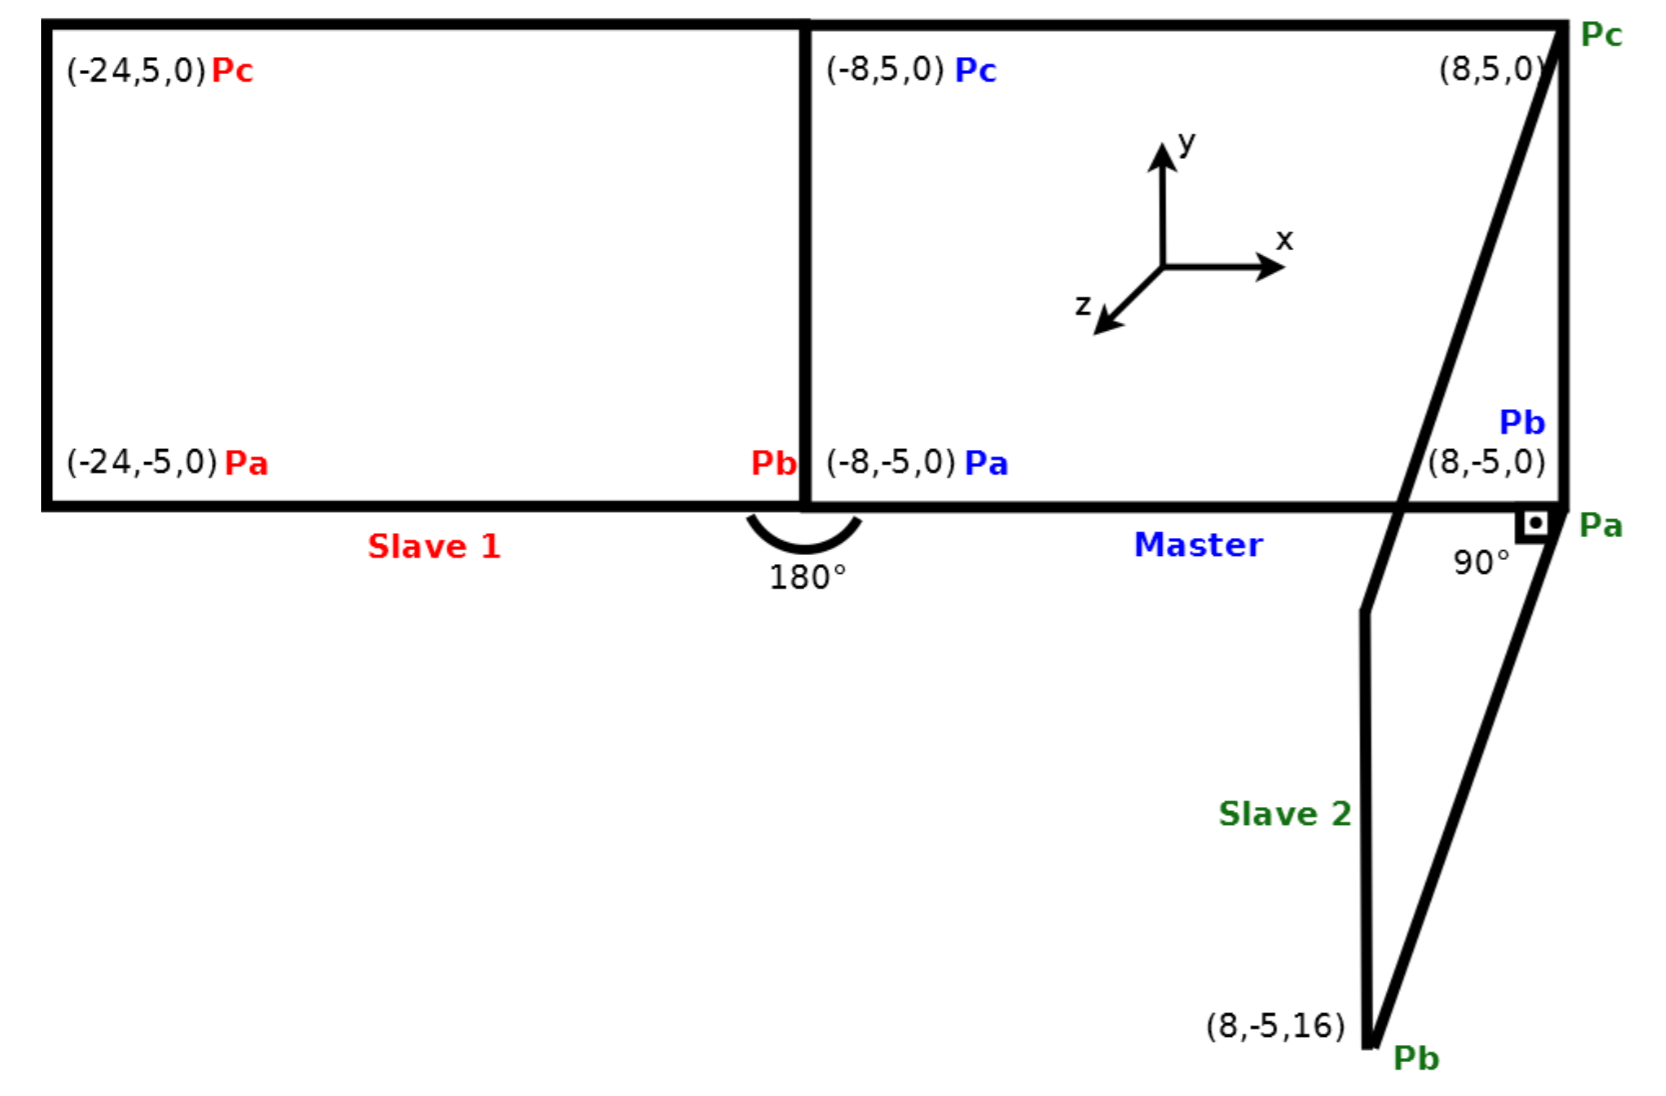 Pc
(-24,5,0) Pc
(-8,5,0) Pc
(8,5,0)
y
x
z
Pb
(-24,-5,0) Pa
Pb
(-8,-5,0) Pa
(8,-5,0)
Pa
Slave 1
Master
90°
180°
Slave 2
(8,-5,16)
Pb